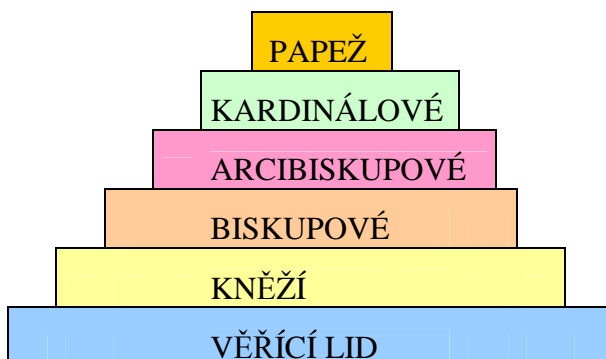 PAPEŽ
KARDINÁLOVÉ
ARCIBISKUPOVÉ
BISKUPOVÉ
KNĚŽÍ
VĚŘÍCÍ LID